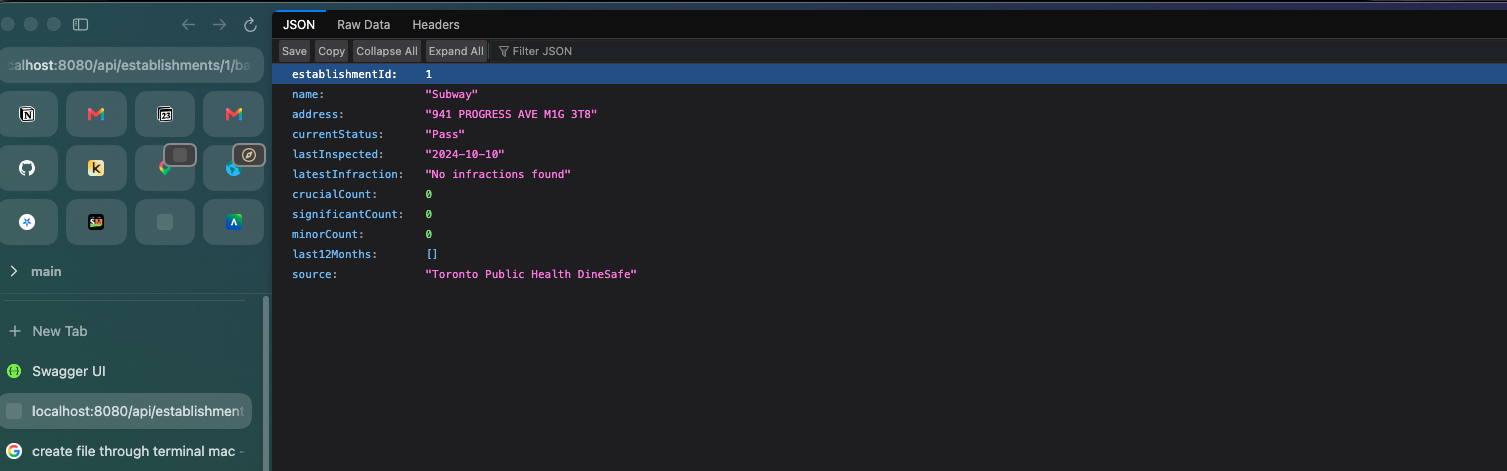 JSON Raw Data Headers
Save Copy Collapse All Expand All Filter JSON
alhost:8080/api/establishments/1/ba
establishmentId: 1
name: "Subway"
address: "941 PROGRESS AVE M1G 3T8"
currentStatus: "Pass"
lastInspected: "2024-10-10"
latestInfraction: "No infractions found"
crucialCount: 0
significantCount: 0
minorCount: 0
last12Months: []
source: "Toronto Public Health DineSafe"
23
k
main
New Tab
Swagger UI
localhost:8080/api/establishment
create file through terminal mac -